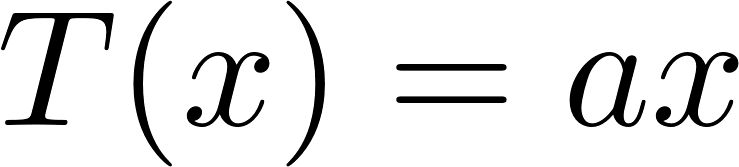 T(x) = ax